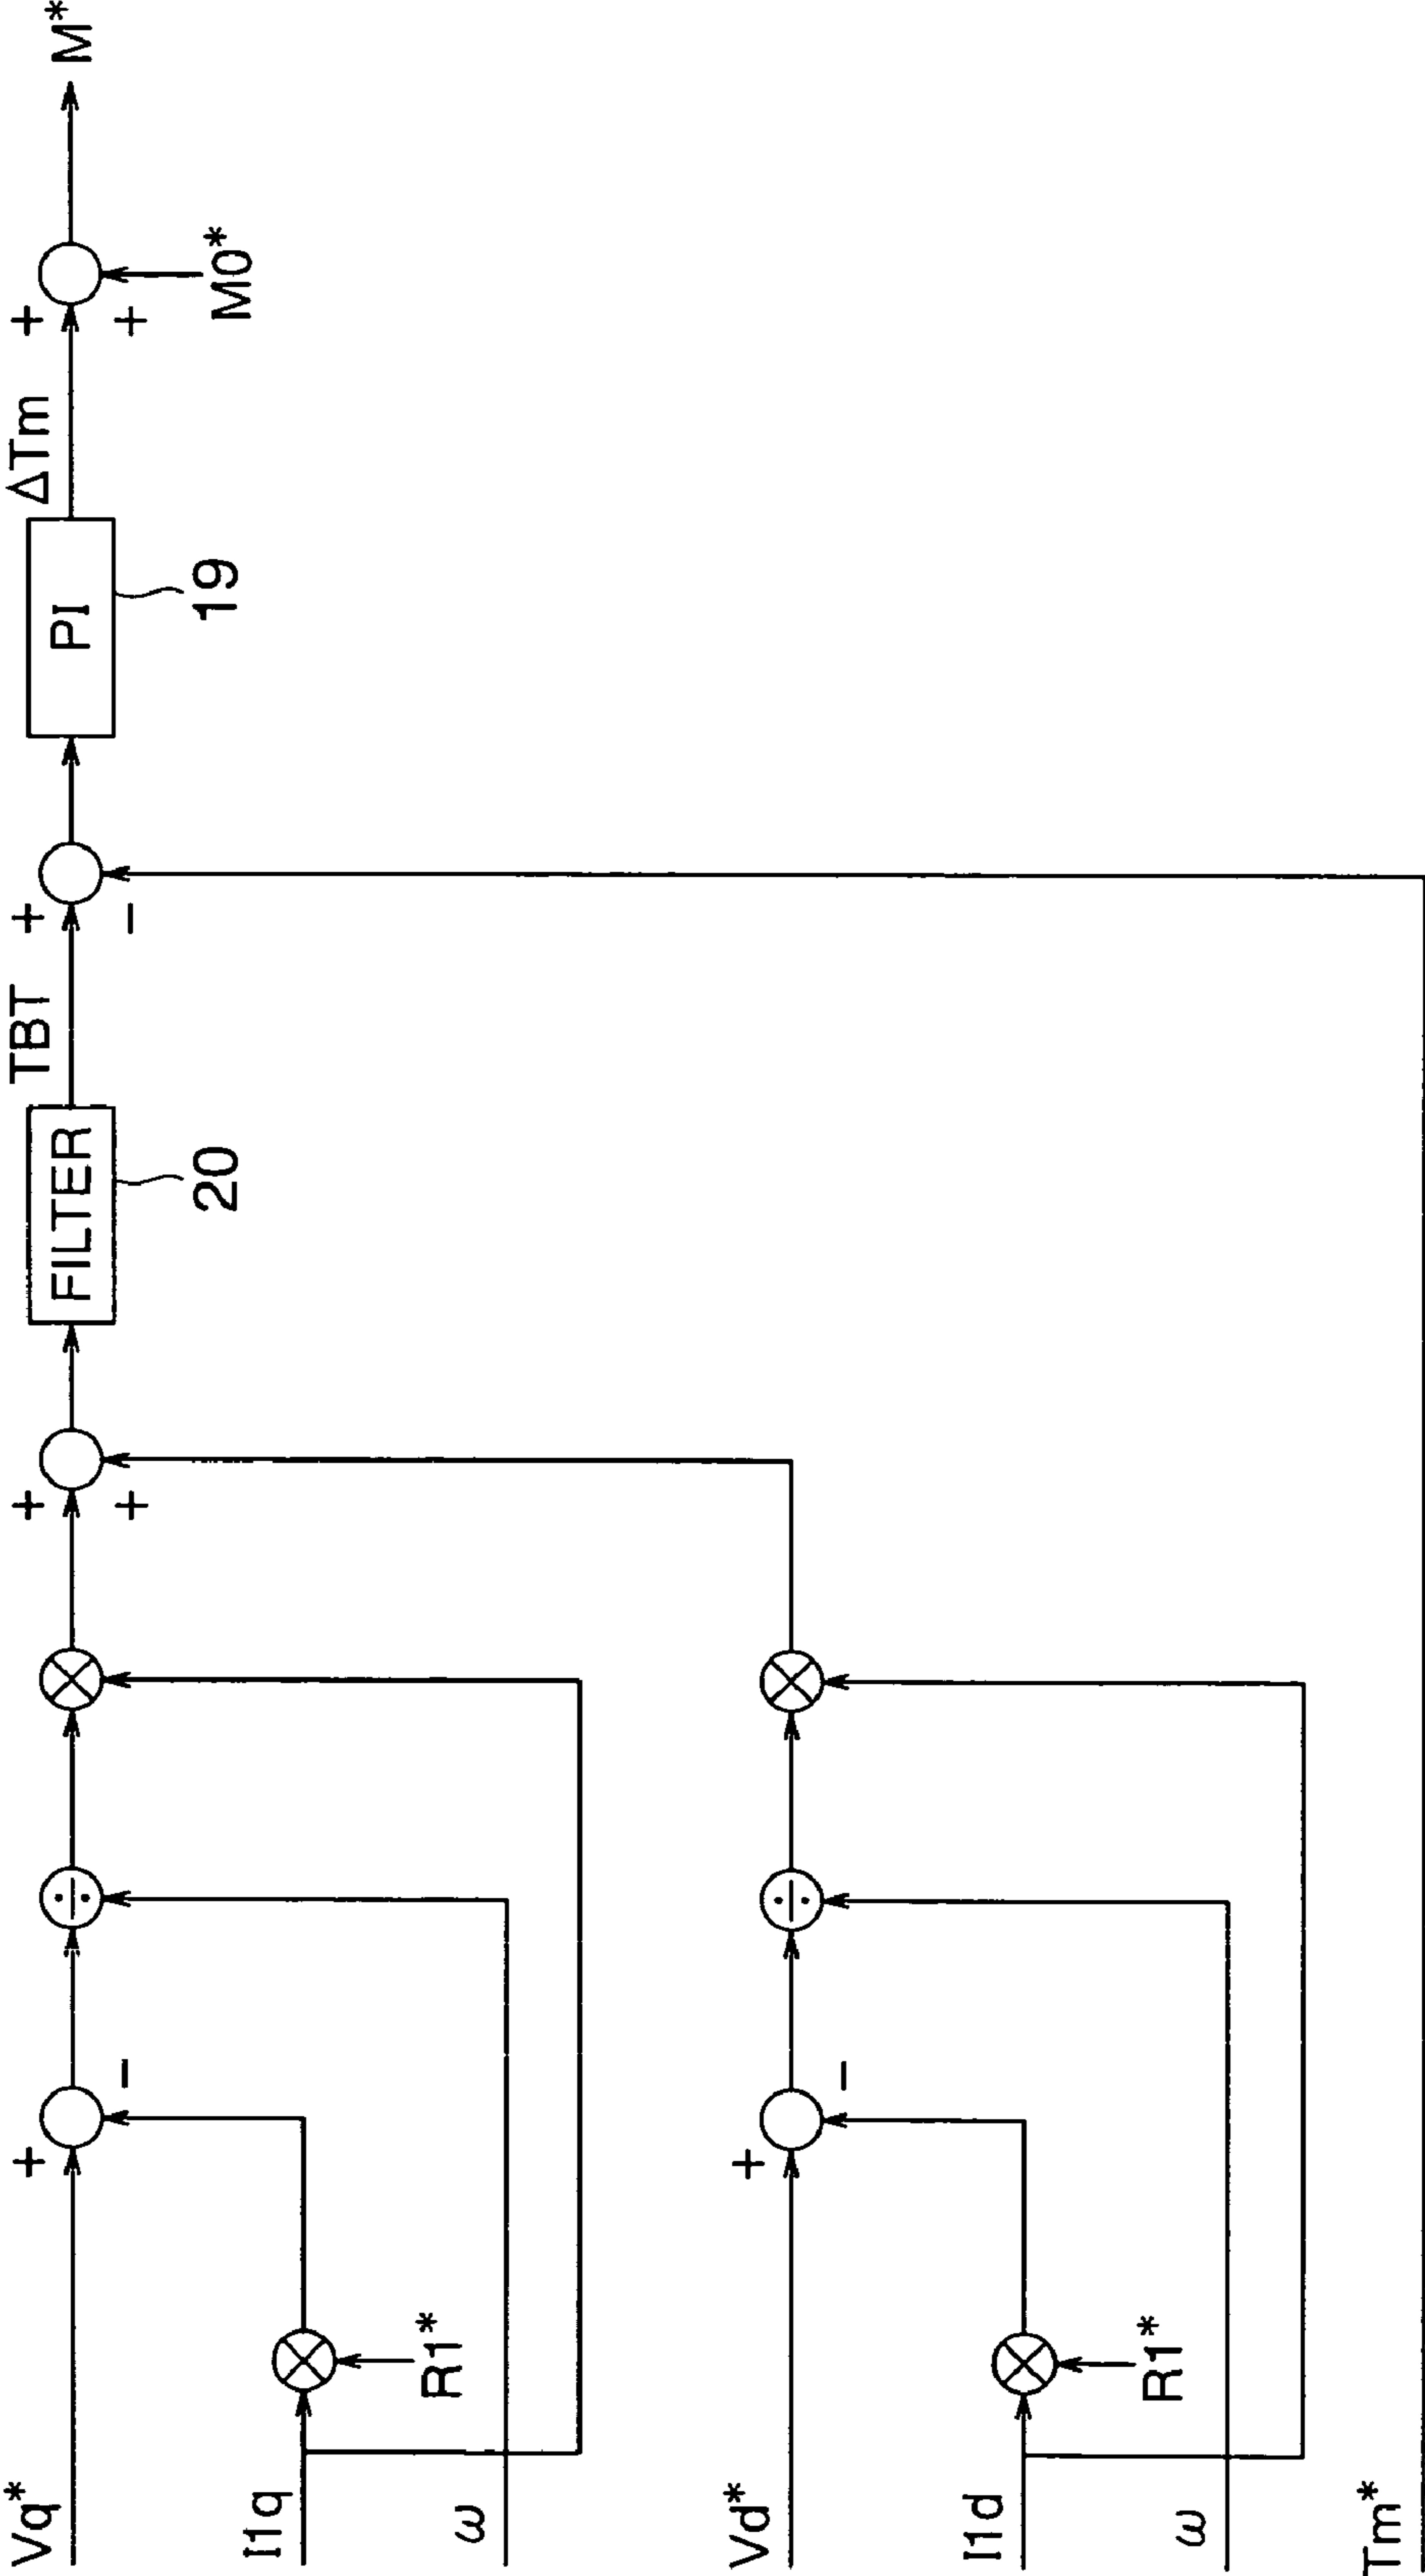 Vq*
+
−
I1q
R1*
ω
+
+
FILTER
20
TBT
+
−
PI
19
ΔTm
+
+
M0*
M*
Vd*
+
−
I1d
R1*
ω
Tm*